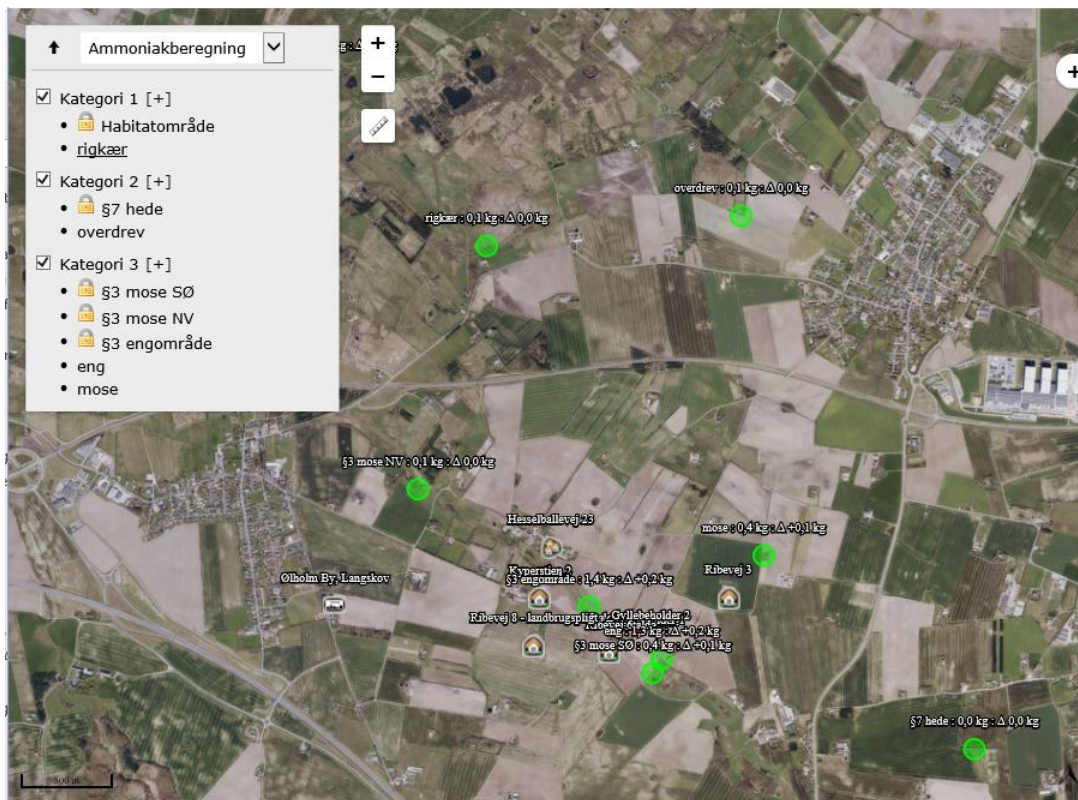 Ammoniakberegning
Kategori 1 [+]
Habitatområde
rigkær
Kategori 2 [+]
§7 hede
overdrev
Kategori 3 [+]
§3 mose SØ
§3 mose NV
§3 engområde
eng
mose
+
−
+
overdrev : 0,1 kg : Δ 0,0 kg
rigkær : 0,1 kg : Δ 0,0 kg
§3 mose NV : 0,1 kg : Δ 0,0 kg
Hesselballevej 23
mose : 0,4 kg : Δ +0,1 kg
Kyperstien 2
§3 engområde : 1,4 kg : Δ +0,2 kg
Ribevej 3
Ølholm By, Langskov
Gyllebeholder 2
Ribevej 8 - landbrugspligt
eng : 1,3 kg : Δ +0,2 kg
§3 mose SØ : 0,4 kg : Δ +0,1 kg
§7 hede : 0,0 kg : Δ 0,0 kg
500 m